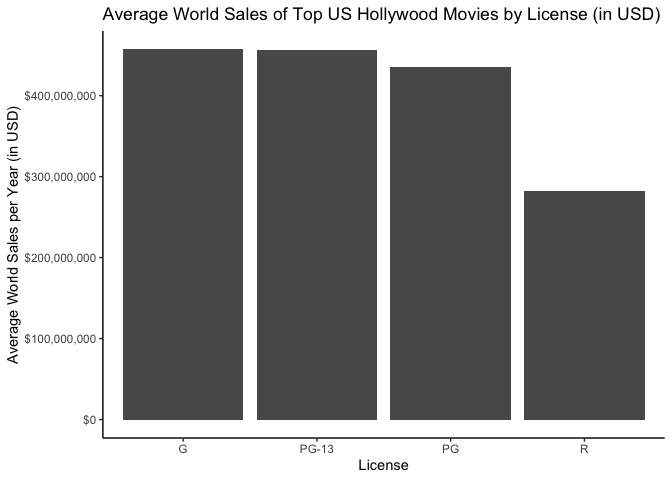 Average World Sales of Top US Hollywood Movies by License (in USD)
Average World Sales per Year (in USD)
$400,000,000
$300,000,000
$200,000,000
$100,000,000
$0
G PG-13 PG R
License